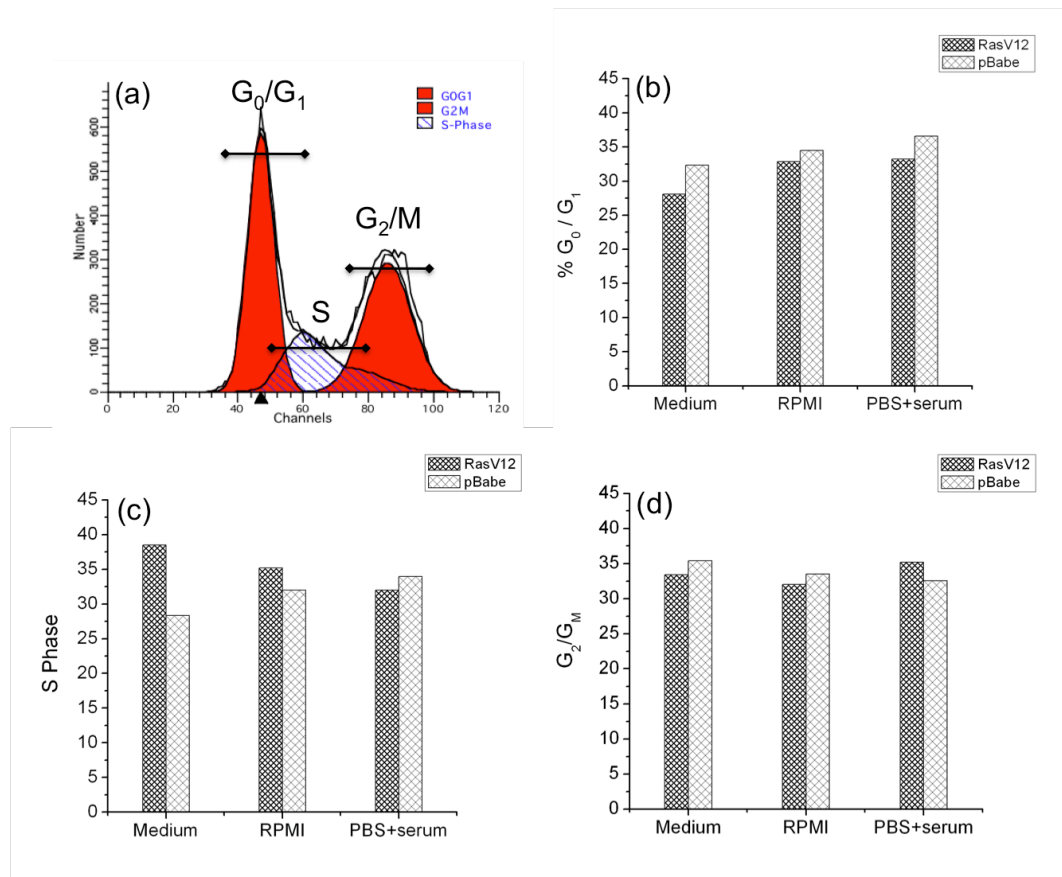 (a)
G₀/G₁
G0G1
G2M
S-Phase
G₂/M
S
Number
600
500
400
300
200
100
0
0 20 40 60 80 100 120
Channels
(b)
RasV12
pBabe
% G₀ / G₁
45
40
35
30
25
20
15
10
5
0
Medium RPMI PBS+serum
(c)
RasV12
pBabe
S Phase
45
40
35
30
25
20
15
10
5
0
Medium RPMI PBS+serum
(d)
RasV12
pBabe
G₂/G_M
45
40
35
30
25
20
15
10
5
0
Medium RPMI PBS+serum